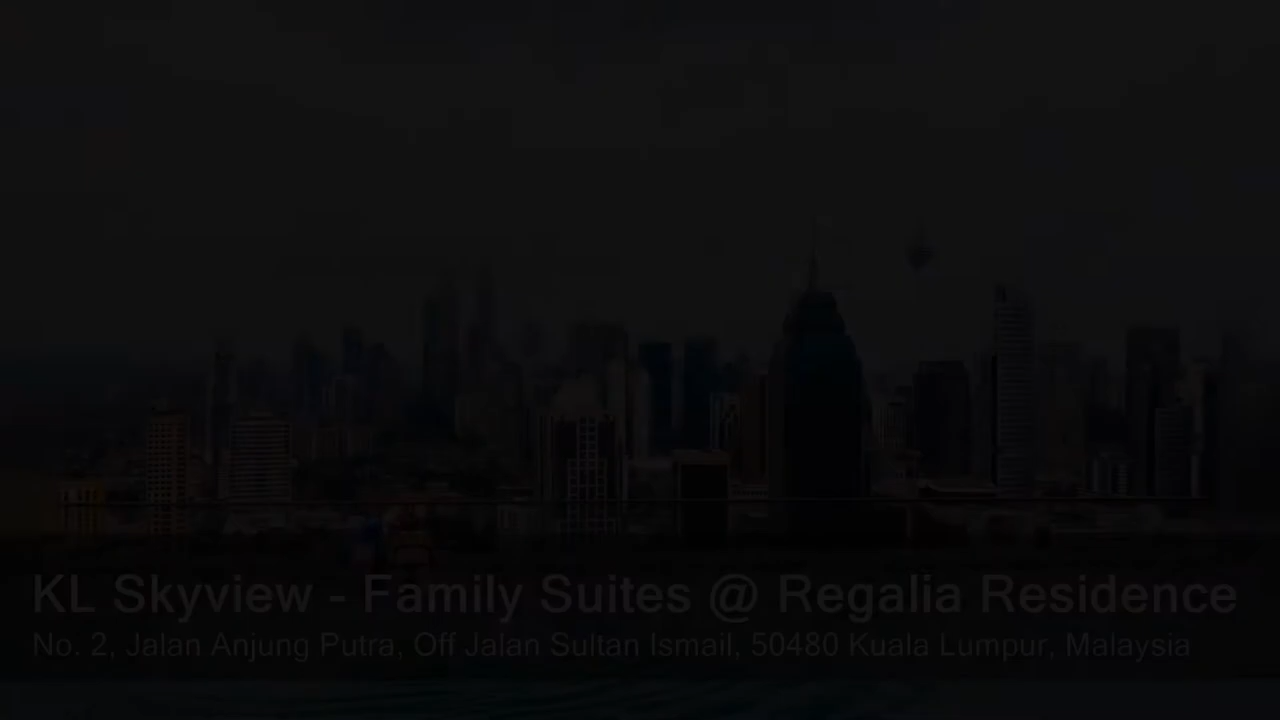 KL Skyview - Family Suites @ Regalia Residence
No. 2, Jalan Anjung Putra, Off Jalan Sultan Ismail, 50480 Kuala Lumpur, Malaysia